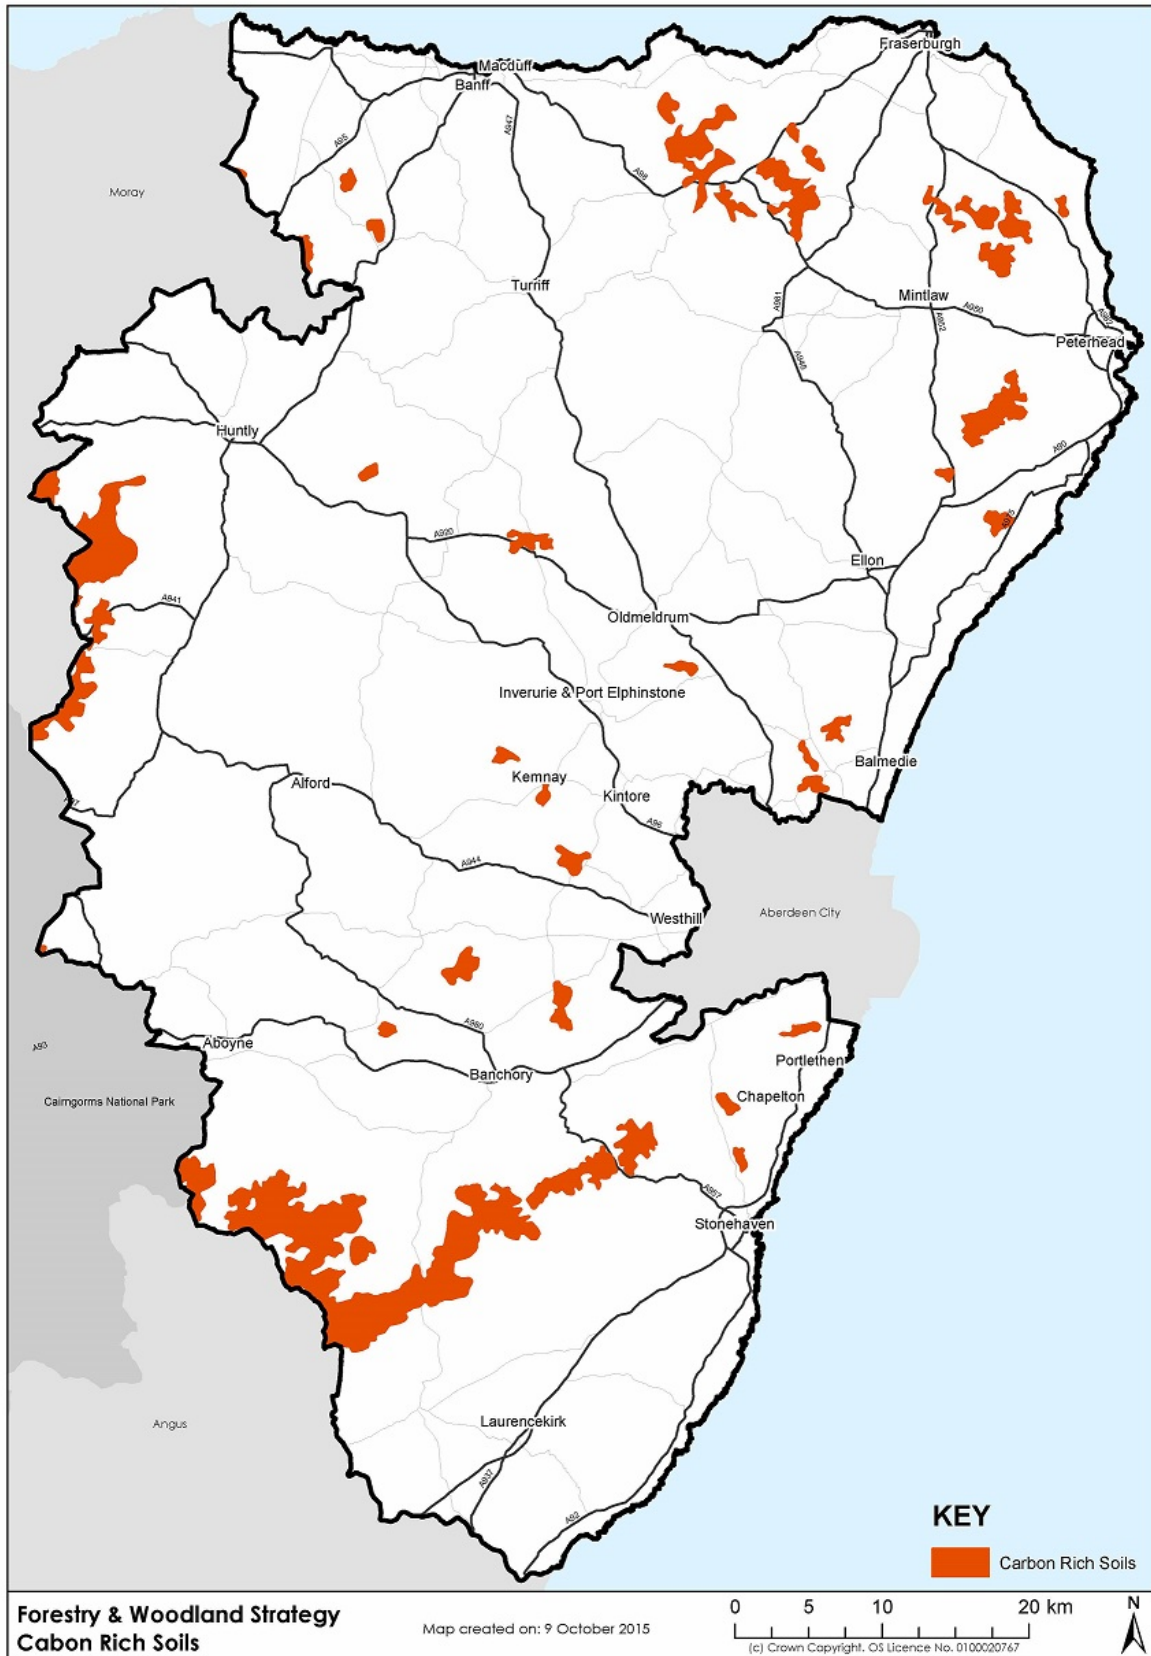 Fraserburgh
Macduff
Banff
A947
A95
A98
Moray
Turriff
A981
Mintlaw
A950
A952
A982
Peterhead
A948
Huntly
A90
A920
A975
Ellon
A941
Oldmeldrum
Inverurie & Port Elphinstone
Balmedie
Alford
Kemnay
Kintore
A96
A944
Westhill
Aberdeen City
A980
Aboyne
A93
Banchory
Portlethen
Chapelton
Cairngorms National Park
A957
Stonehaven
Angus
Laurencekirk
A937
A92
KEY
Carbon Rich Soils
Forestry & Woodland Strategy
Cabon Rich Soils
Map created on: 9 October 2015
0 5 10 20 km
(c) Crown Copyright. OS Licence No. 0100020767
N